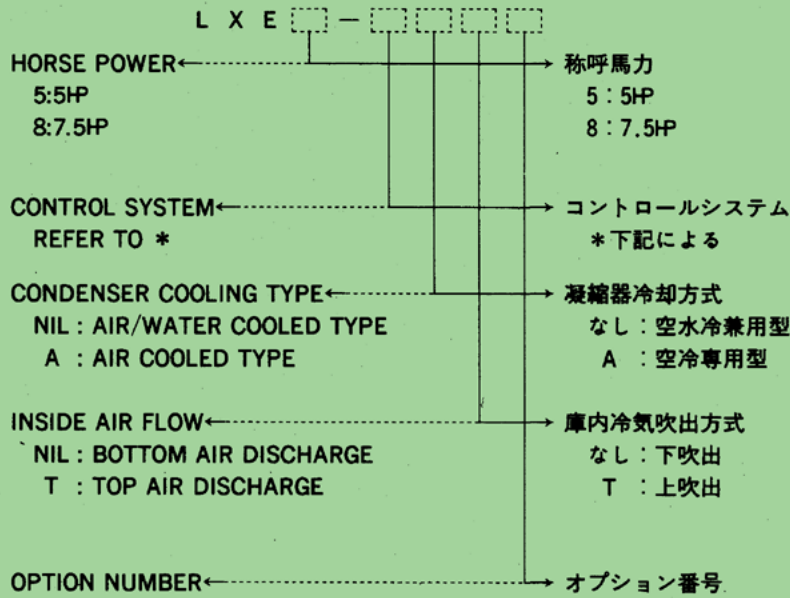 L X E –
HORSE POWER 称呼馬力
5:5HP 5:5HP
8:7.5HP 8:7.5HP
CONTROL SYSTEM コントロールシステム
REFER TO * *下記による
CONDENSER COOLING TYPE 凝縮器冷却方式
NIL : AIR/WATER COOLED TYPE なし:空水冷兼用型
A : AIR COOLED TYPE A :空冷専用型
INSIDE AIR FLOW 庫内冷気吹出方式
NIL : BOTTOM AIR DISCHARGE なし:下吹出
T : TOP AIR DISCHARGE T :上吹出
OPTION NUMBER オプション番号